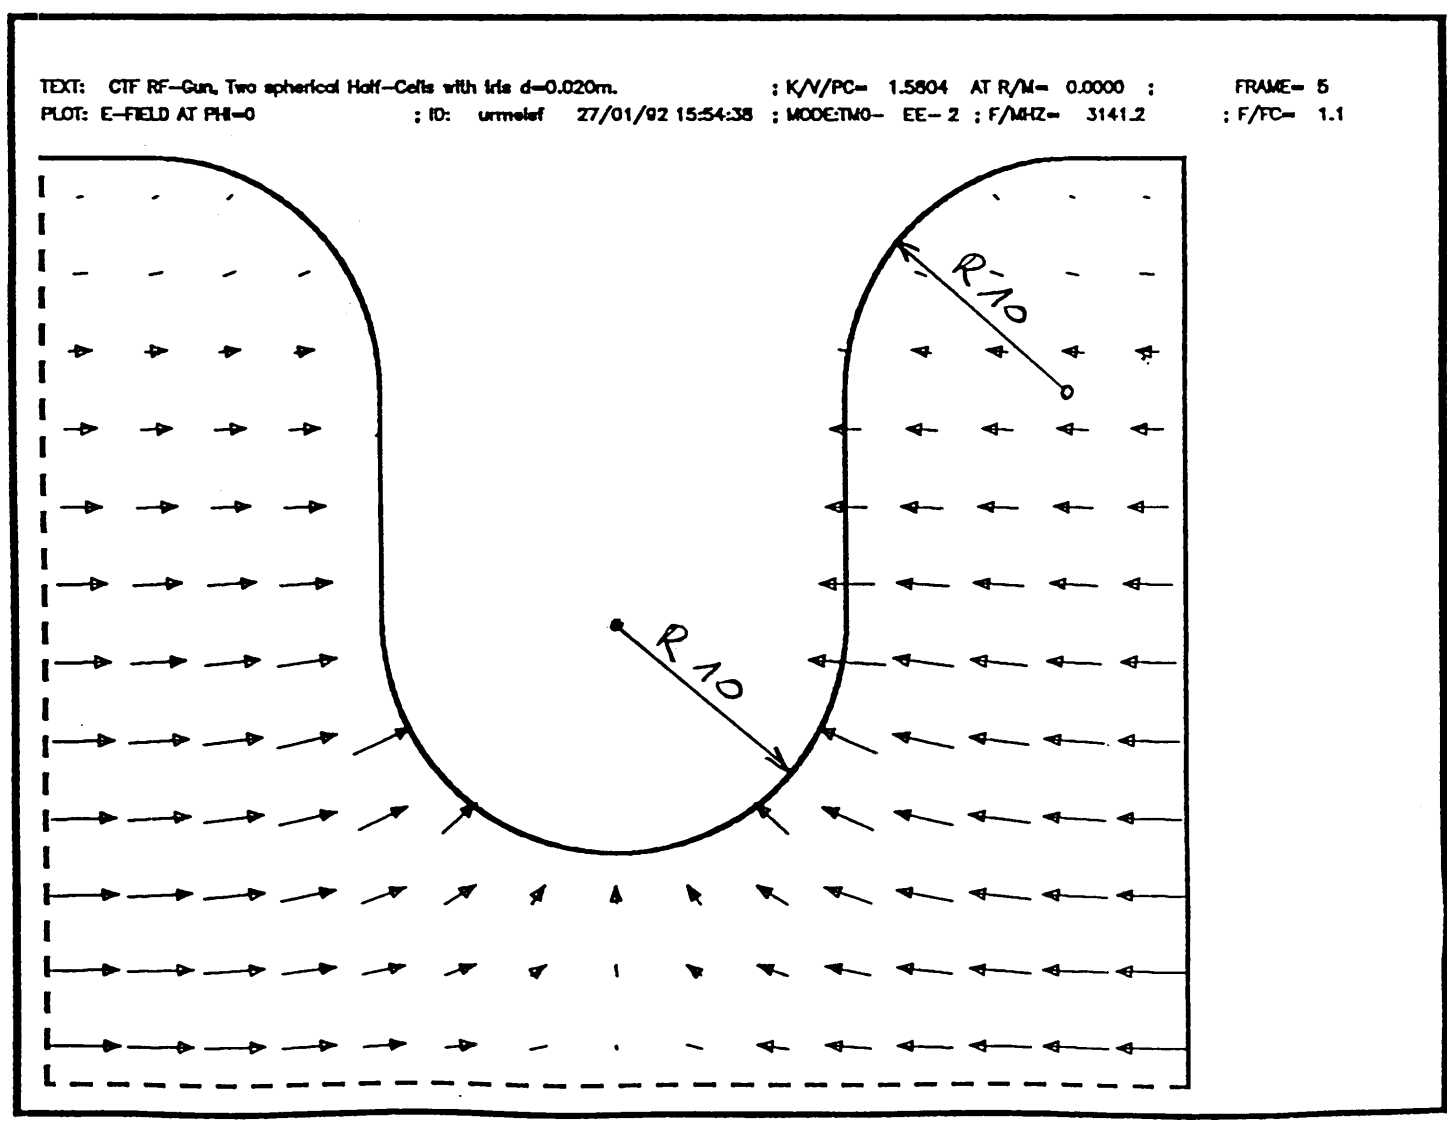 TEXT: CTF RF-Gun, Two spherical Half-Cells with iris d=0.020m. ; K/V/PC= 1.5604 AT R/M= 0.0000 ; FRAME= 5
PLOT: E-FIELD AT PHI=0 ; ID: urmelsf 27/01/92 15:54:38 ; MODE:TM0- EE- 2 ; F/MHZ= 3141.2 ; F/FC= 1.1
R10
R10